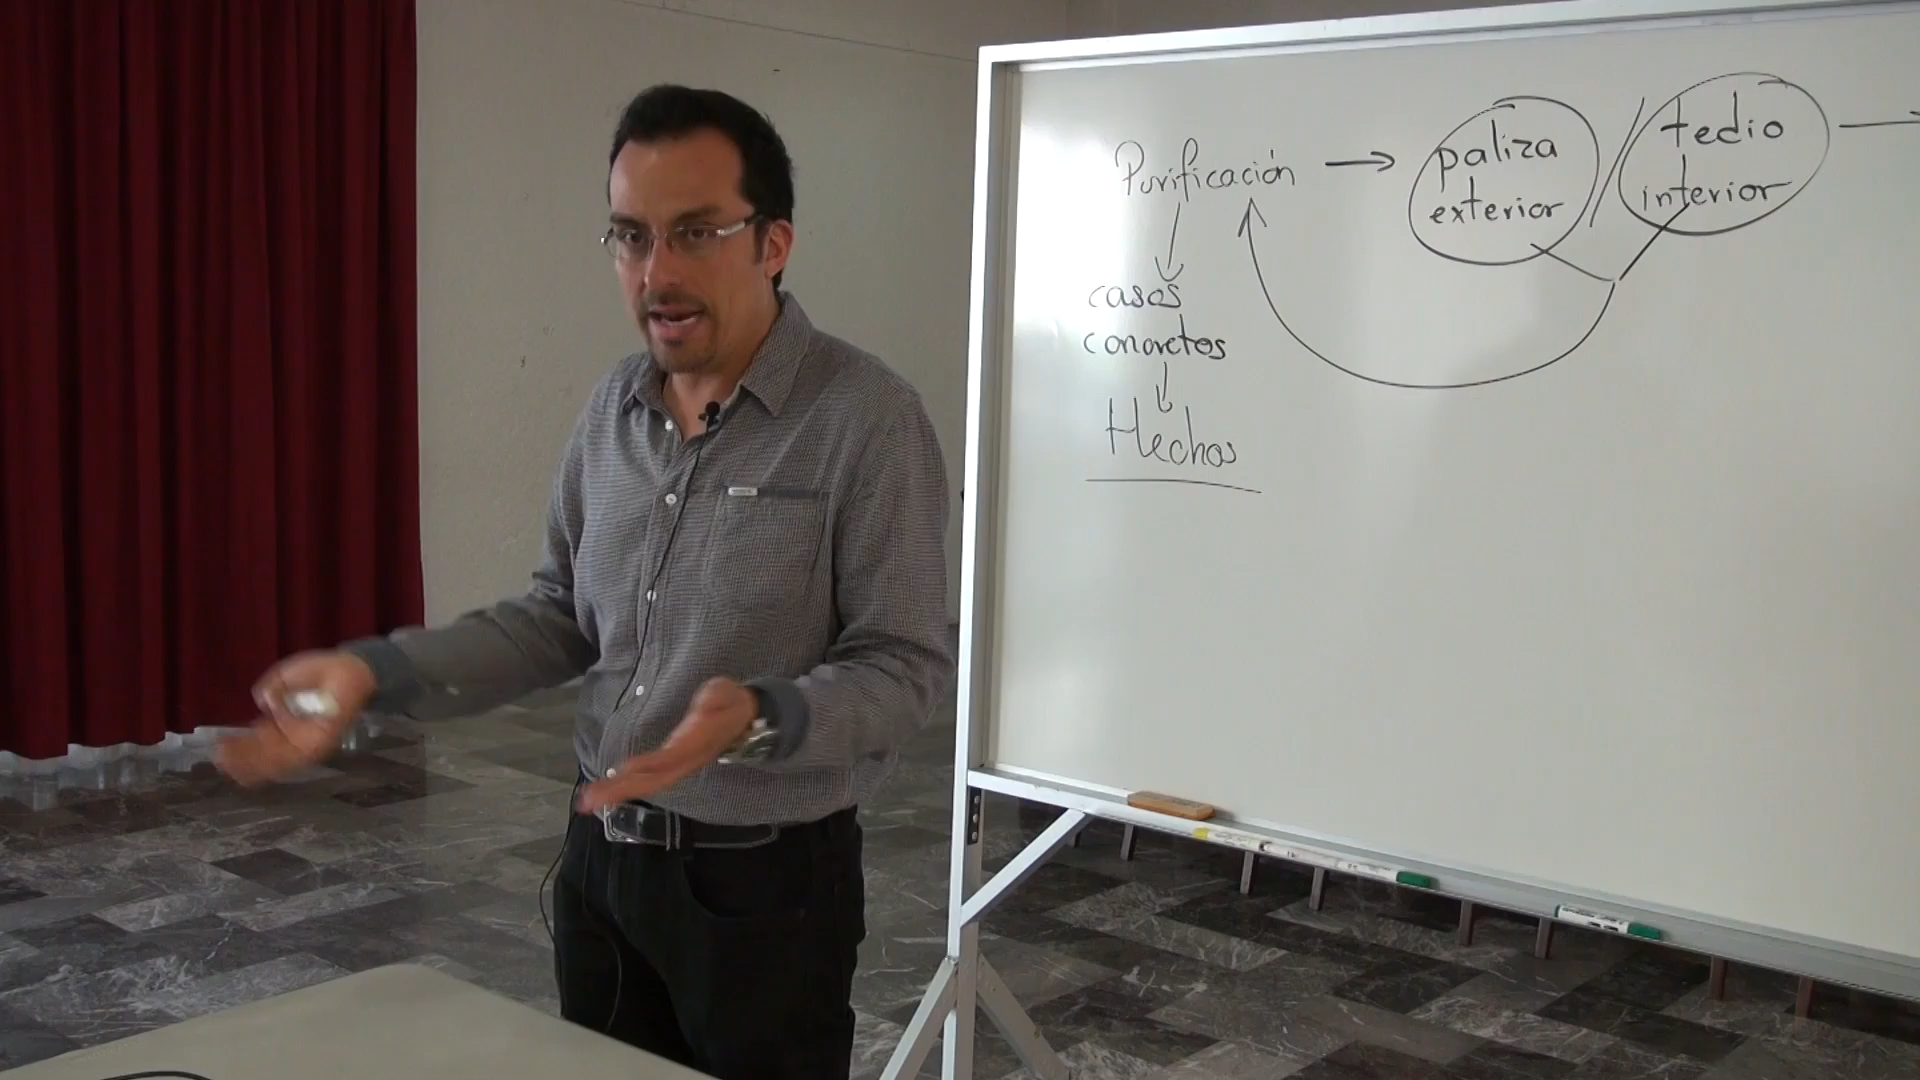 Purificación → paliza exterior / tedio interior →
casos
concretos
Hechos